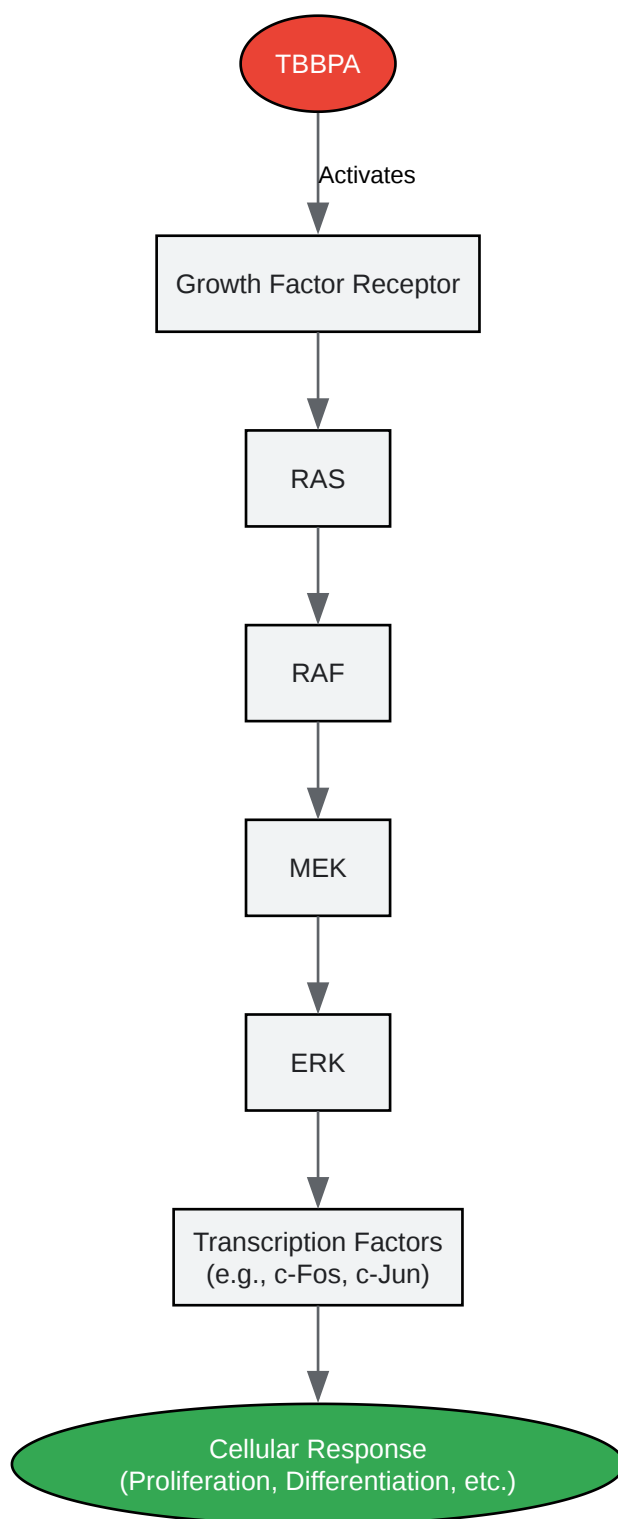 TBBPA
Activates
Growth Factor Receptor
RAS
RAF
MEK
ERK
Transcription Factors
(e.g., c-Fos, c-Jun)
Cellular Response
(Proliferation, Differentiation, etc.)